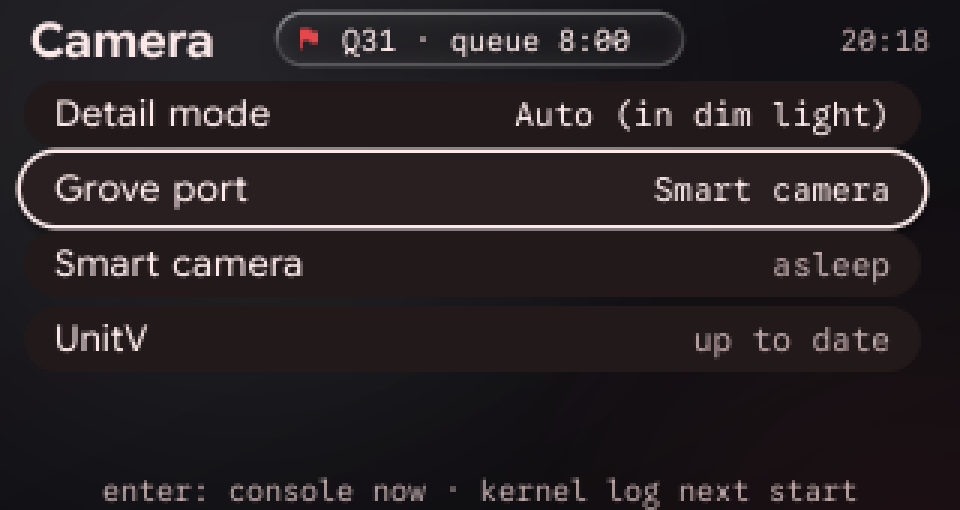 Camera
Q31 · queue 8:00
20:18
Detail mode
Auto (in dim light)
Grove port
Smart camera
Smart camera
asleep
UnitV
up to date
enter: console now · kernel log next start